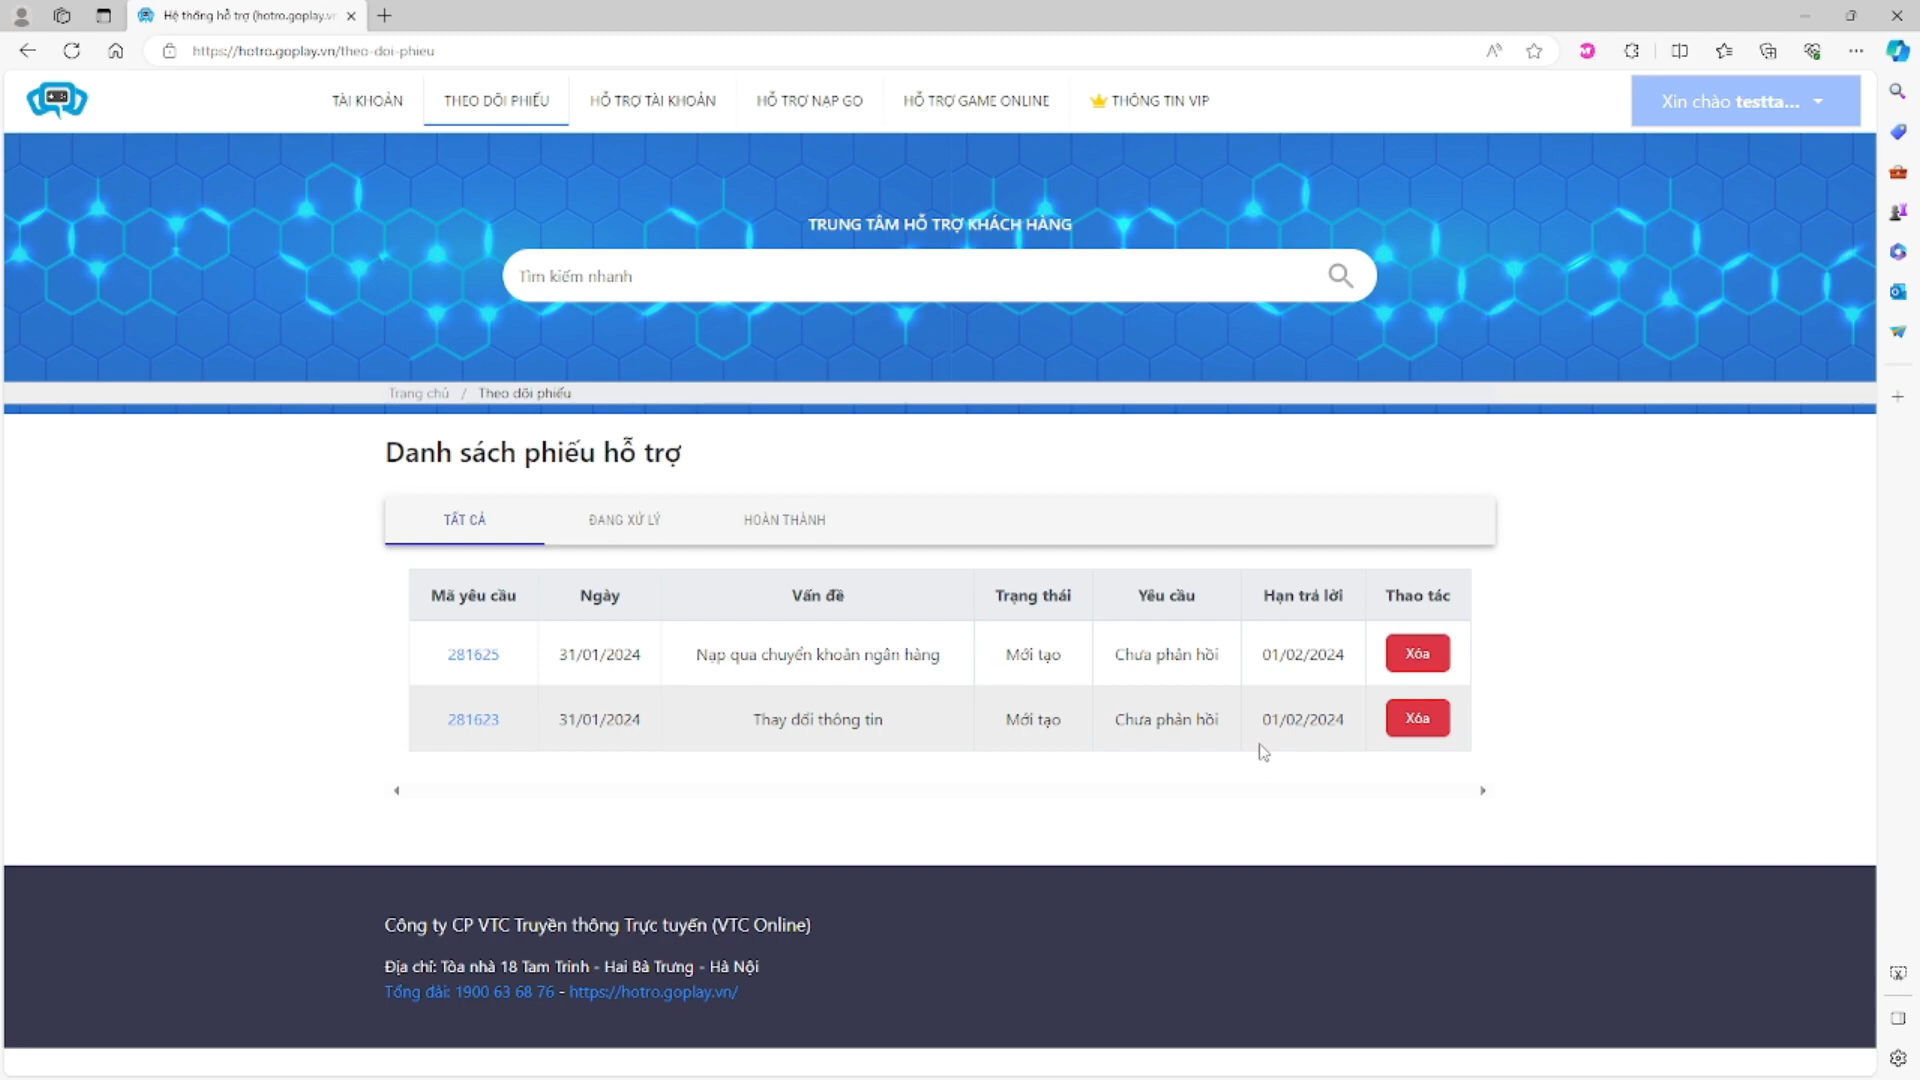 Hệ thống hỗ trợ (hotro.goplay.vn
https://hotro.goplay.vn/theo-doi-phieu
TÀI KHOẢN
THEO DÕI PHIẾU
HỖ TRỢ TÀI KHOẢN
HỖ TRỢ NẠP GO
HỖ TRỢ GAME ONLINE
THÔNG TIN VIP
Xin chào testta...
TRUNG TÂM HỖ TRỢ KHÁCH HÀNG
Tìm kiếm nhanh
Trang chủ / Theo dõi phiếu
Danh sách phiếu hỗ trợ
TẤT CẢ
ĐANG XỬ LÝ
HOÀN THÀNH
Mã yêu cầu Ngày Vấn đề Trạng thái Yêu cầu Hạn trả lời Thao tác
281625 31/01/2024 Nạp qua chuyển khoản ngân hàng Mới tạo Chưa phản hồi 01/02/2024 Xóa
281623 31/01/2024 Thay đổi thông tin Mới tạo Chưa phản hồi 01/02/2024 Xóa
Công ty CP VTC Truyền thông Trực tuyến (VTC Online)
Địa chỉ: Tòa nhà 18 Tam Trinh - Hai Bà Trưng - Hà Nội
Tổng đài: 1900 63 68 76 - https://hotro.goplay.vn/